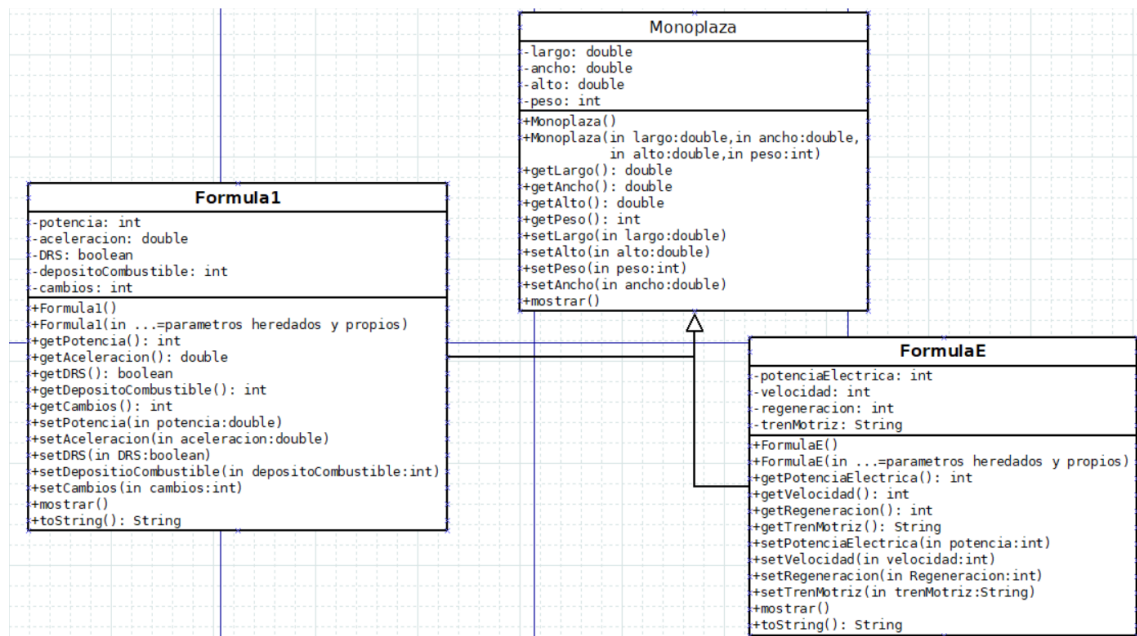 Monoplaza
-largo: double
-ancho: double
-alto: double
-peso: int
+Monoplaza()
+Monoplaza(in largo:double,in ancho:double,
in alto:double,in peso:int)
+getLargo(): double
+getAncho(): double
+getAlto(): double
+getPeso(): int
+setLargo(in largo:double)
+setAlto(in alto:double)
+setPeso(in peso:int)
+setAncho(in ancho:double)
+mostrar()
Formula1
-potencia: int
-aceleracion: double
-DRS: boolean
-depositoCombustible: int
-cambios: int
+Formula1()
+Formula1(in ...=parametros heredados y propios)
+getPotencia(): int
+getAceleracion(): double
+getDRS(): boolean
+getDepositoCombustible(): int
+getCambios(): int
+setPotencia(in potencia:double)
+setAceleracion(in aceleracion:double)
+setDRS(in DRS:boolean)
+setDepositioCombustible(in depositoCombustible:int)
+setCambios(in cambios:int)
+mostrar()
+toString(): String
FormulaE
-potenciaElectrica: int
-velocidad: int
-regeneracion: int
-trenMotriz: String
+FormulaE()
+FormulaE(in ...=parametros heredados y propios)
+getPotenciaElectrica(): int
+getVelocidad(): int
+getRegeneracion(): int
+getTrenMotriz(): String
+setPotenciaElectrica(in potencia:int)
+setVelocidad(in velocidad:int)
+setRegeneracion(in Regeneracion:int)
+setTrenMotriz(in trenMotriz:String)
+mostrar()
+toString(): String